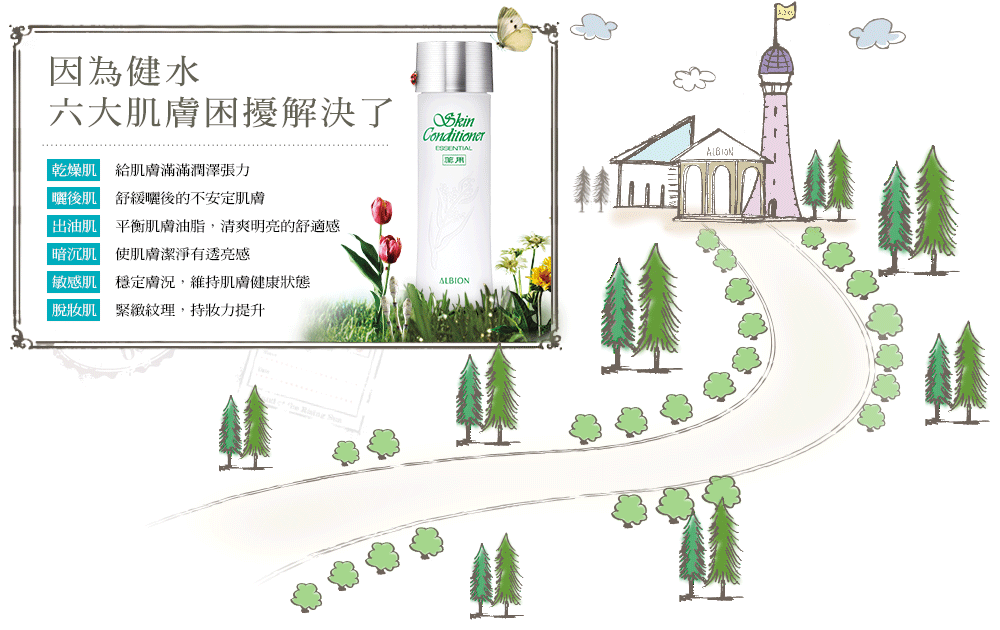 因為健水
六大肌膚困擾解決了
乾燥肌 給肌膚滿滿潤澤張力
曬後肌 舒緩曬後的不安定肌膚
出油肌 平衡肌膚油脂，清爽明亮的舒適感
暗沉肌 使肌膚潔淨有透亮感
敏感肌 穩定膚況，維持肌膚健康狀態
脫妝肌 緊緻紋理，持妝力提升
Skin
Conditioner
ESSENTIAL
薬用
ALBION
ALBION